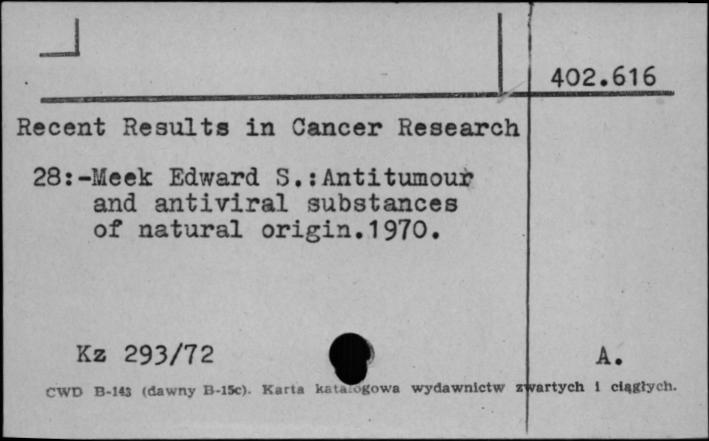 402.616
Recent Results in Cancer Research
28:-Meek Edward S.:Antitumour
and antiviral substances
of natural origin.1970.
Kz 293/72
A.
CWD B-143 (dawny B-15c). Karta katalogowa wydawnictw zwartych i ciągłych.